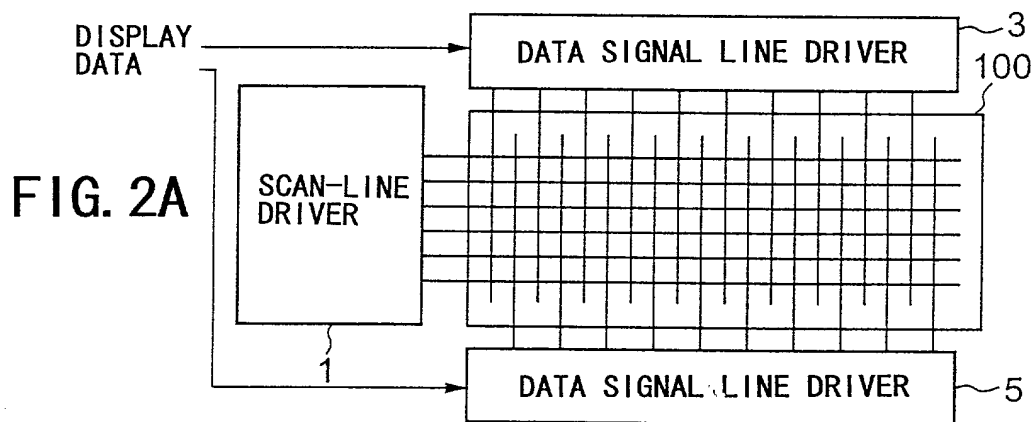 DISPLAY
DATA
DATA SIGNAL LINE DRIVER
3
100
FIG. 2A
SCAN-LINE
DRIVER
1
DATA SIGNAL LINE DRIVER
5